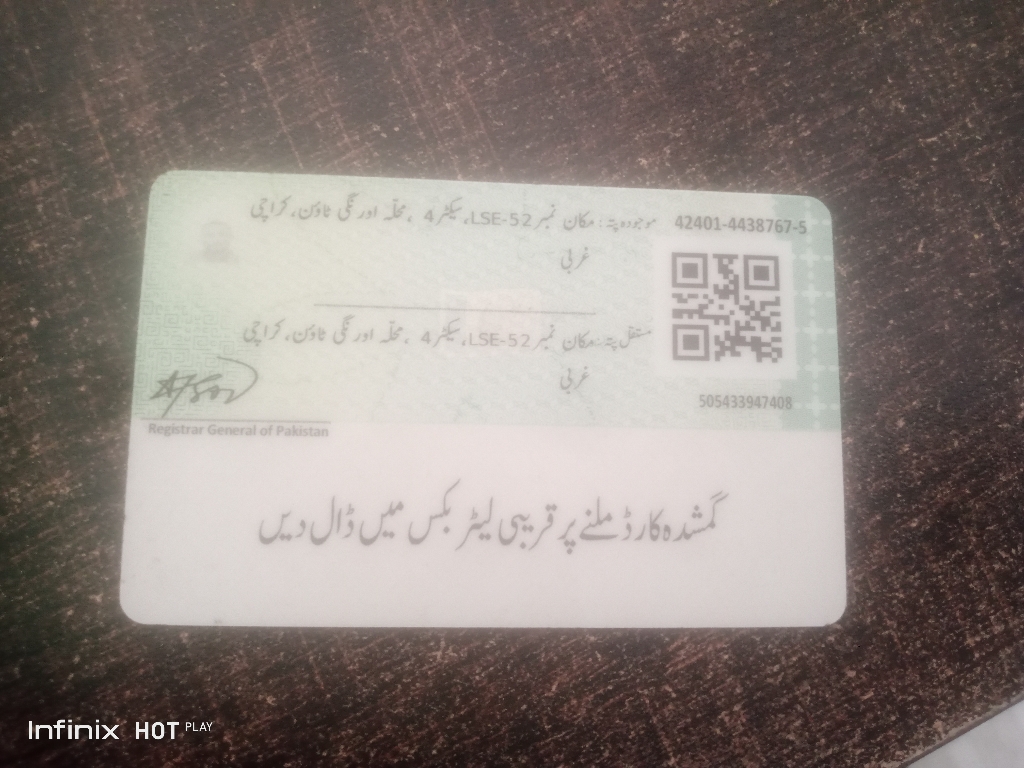 42401-4438767-5
موجودہ پتہ: مکان نمبر LSE-52، سیکٹر 4 ، محلّہ اورنگی ٹاؤن، کراچی
غربی
مستقل پتہ: مکان نمبر LSE-52، سیکٹر 4 ، محلّہ اورنگی ٹاؤن، کراچی
غربی
505433947408
Registrar General of Pakistan
گمشدہ کارڈ ملنے پر قریبی لیٹر بکس میں ڈال دیں
Infinix HOT PLAY